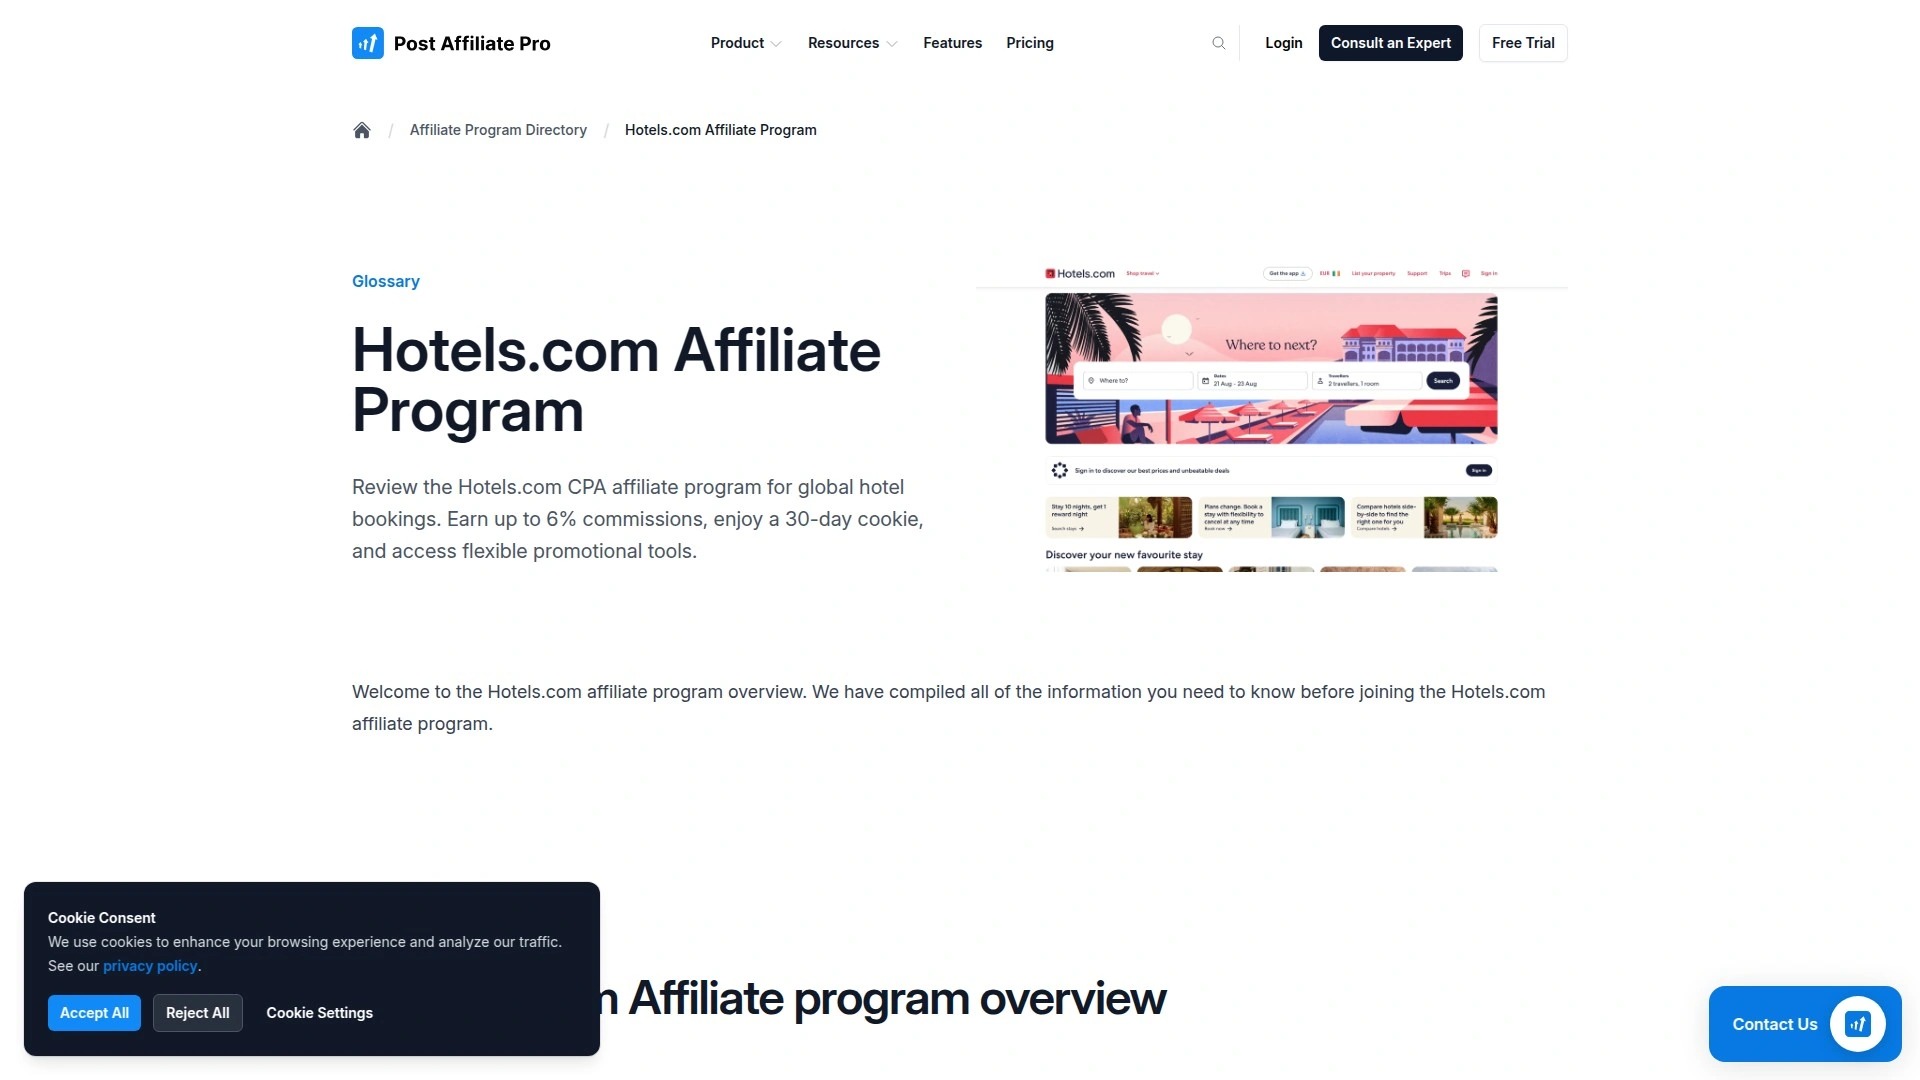 Post Affiliate Pro
Product
Resources
Features
Pricing
Login
Consult an Expert
Free Trial
/ Affiliate Program Directory / Hotels.com Affiliate Program
Glossary
Hotels.com Affiliate
Program
Review the Hotels.com CPA affiliate program for global hotel
bookings. Earn up to 6% commissions, enjoy a 30-day cookie,
and access flexible promotional tools.
Hotels.com
Shop travel
Get the app
EUR
List your property
Support
Trips
Sign in
Where to next?
Where to?
Dates
21 Aug - 23 Aug
Travellers
2 travellers, 1 room
Search
Sign in to discover our best prices and unbeatable deals
Sign in
Stay 10 nights, get 1
reward night
Search stays →
Plans change. Book a
stay with flexibility to
cancel at any time
Book now →
Compare hotels side-
by-side to find the
right one for you
Compare hotels →
Discover your new favourite stay
Welcome to the Hotels.com affiliate program overview. We have compiled all of the information you need to know before joining the Hotels.com
affiliate program.
Affiliate program overview
Cookie Consent
We use cookies to enhance your browsing experience and analyze our traffic.
See our privacy policy.
Accept All
Reject All
Cookie Settings
Contact Us